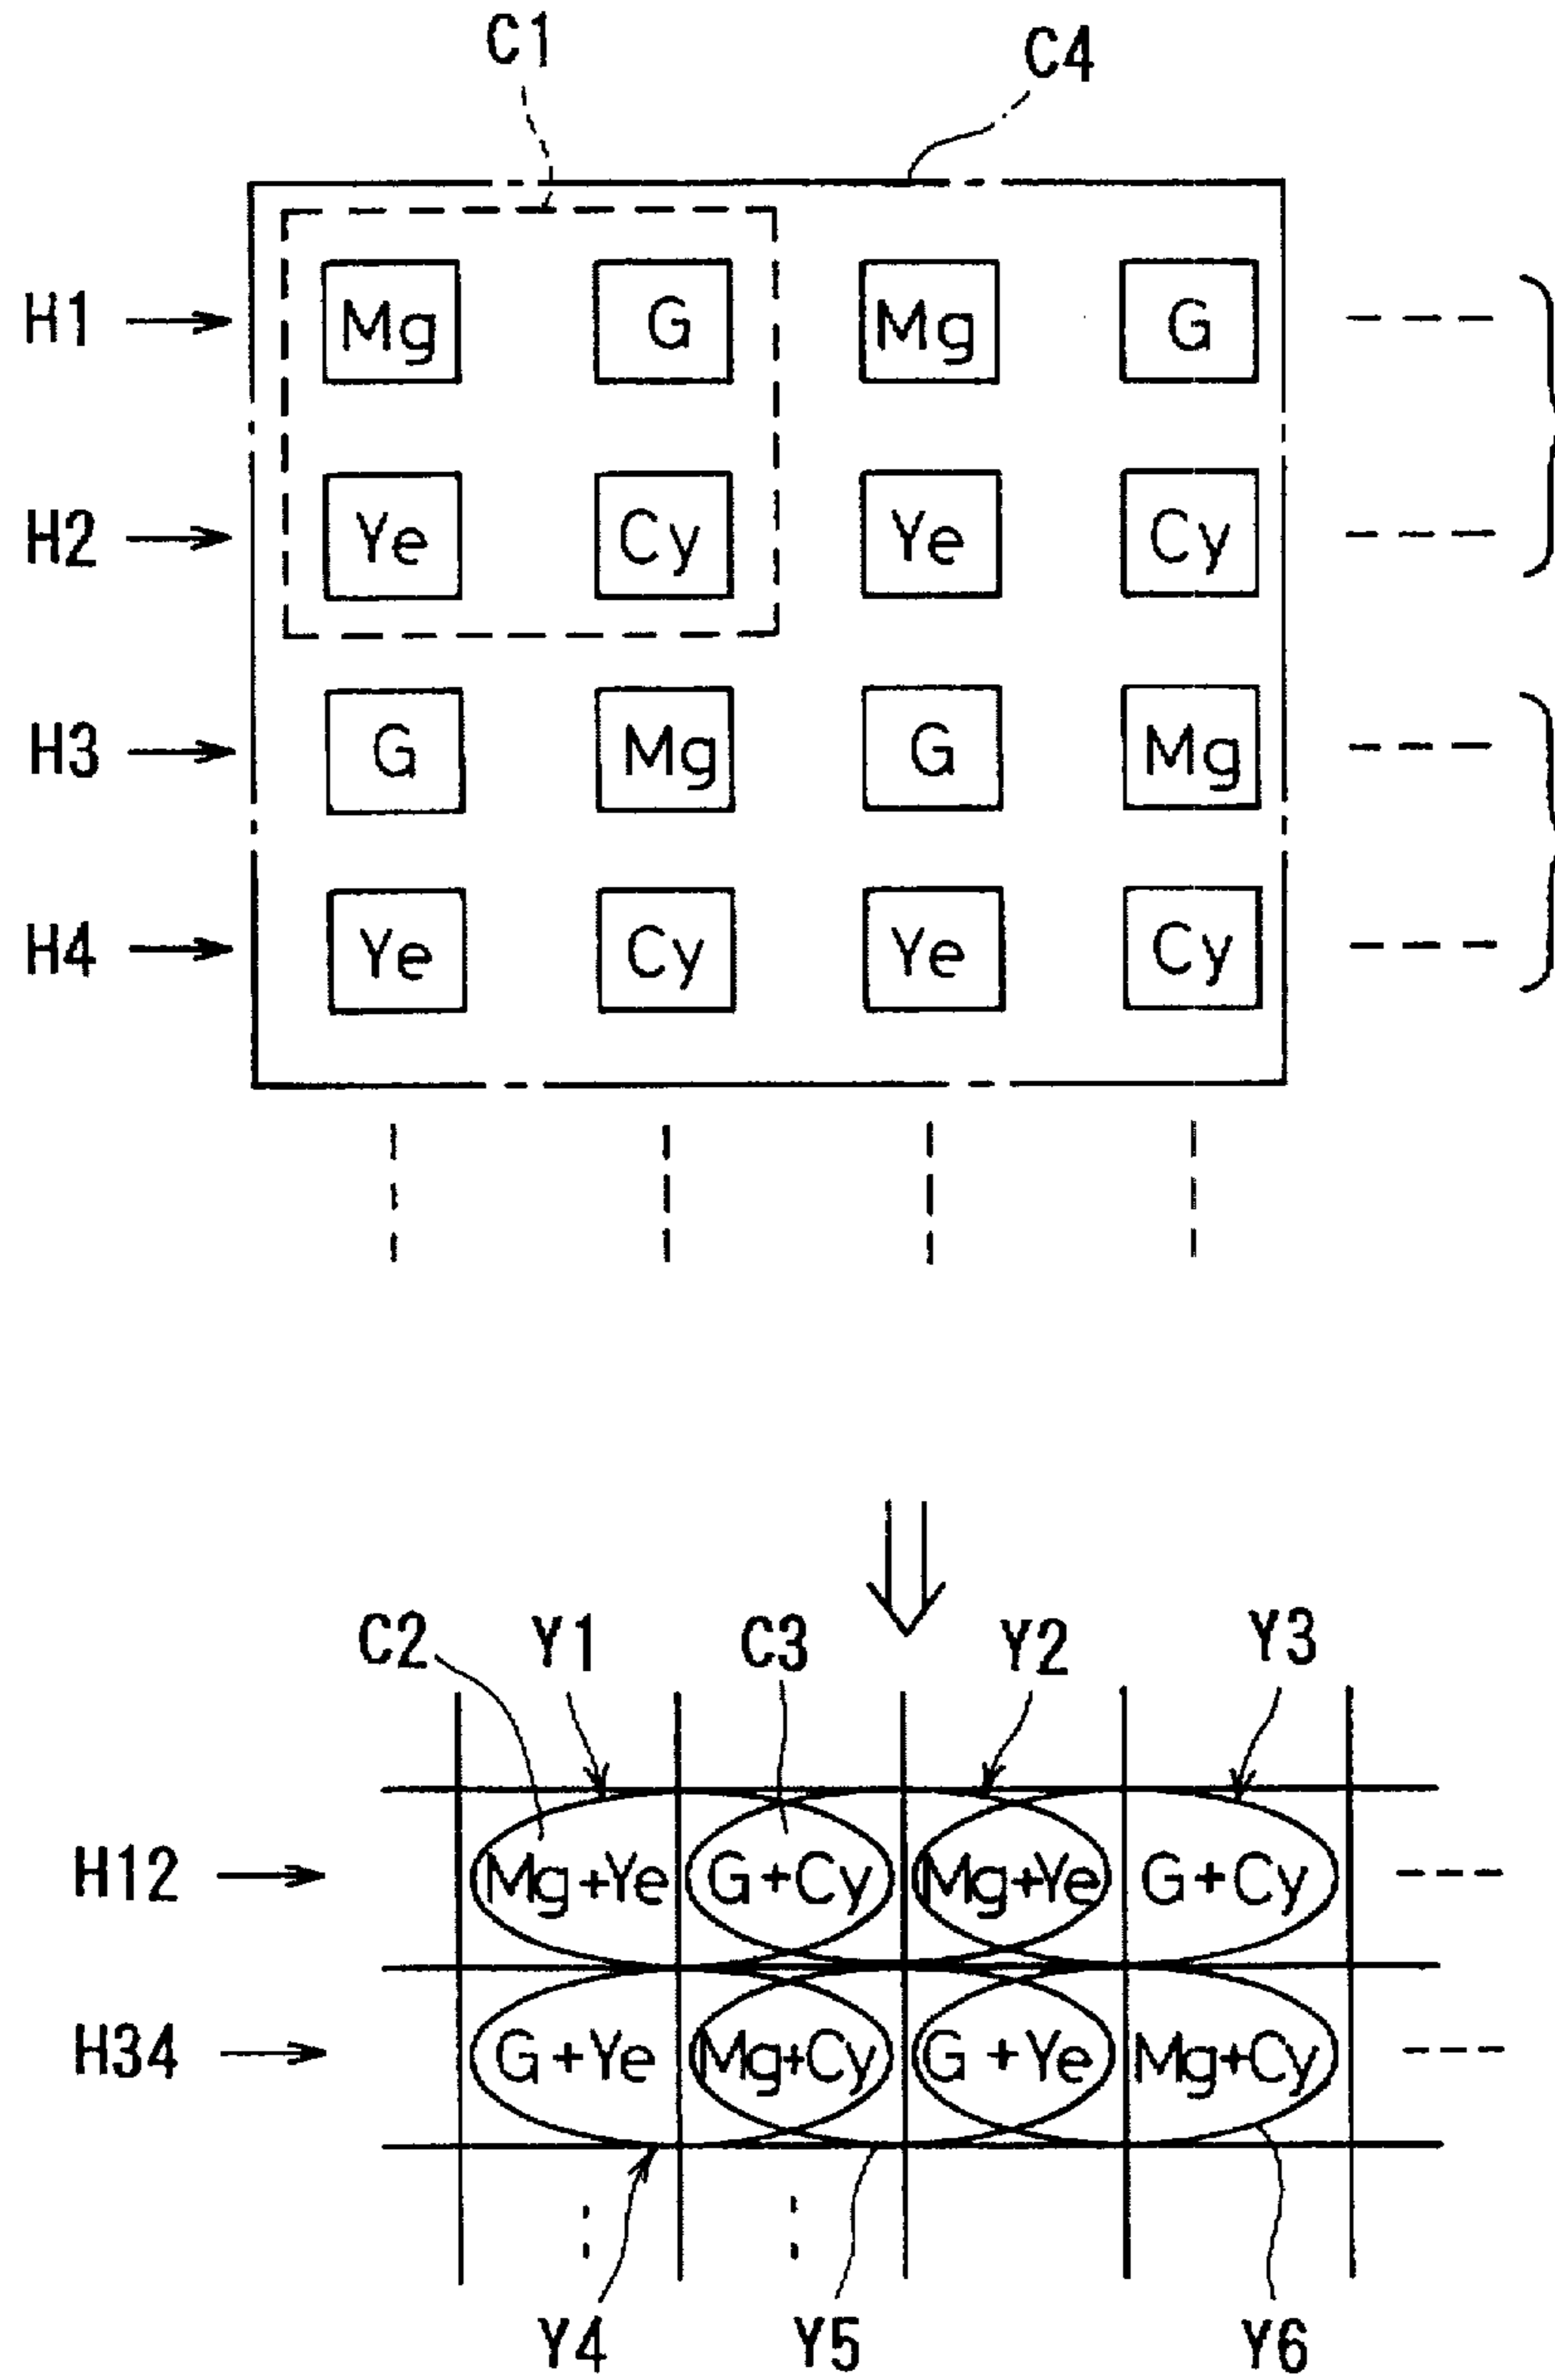 C1 C4
H1 Mg G Mg G
H2 Ye Cy Ye Cy
H3 G Mg G Mg
H4 Ye Cy Ye Cy
C2 Y1 C3 Y2 Y3
H12 Mg+Ye G+Cy Mg+Ye G+Cy
H34 G+Ye Mg+Cy G+Ye Mg+Cy
Y4 Y5 Y6